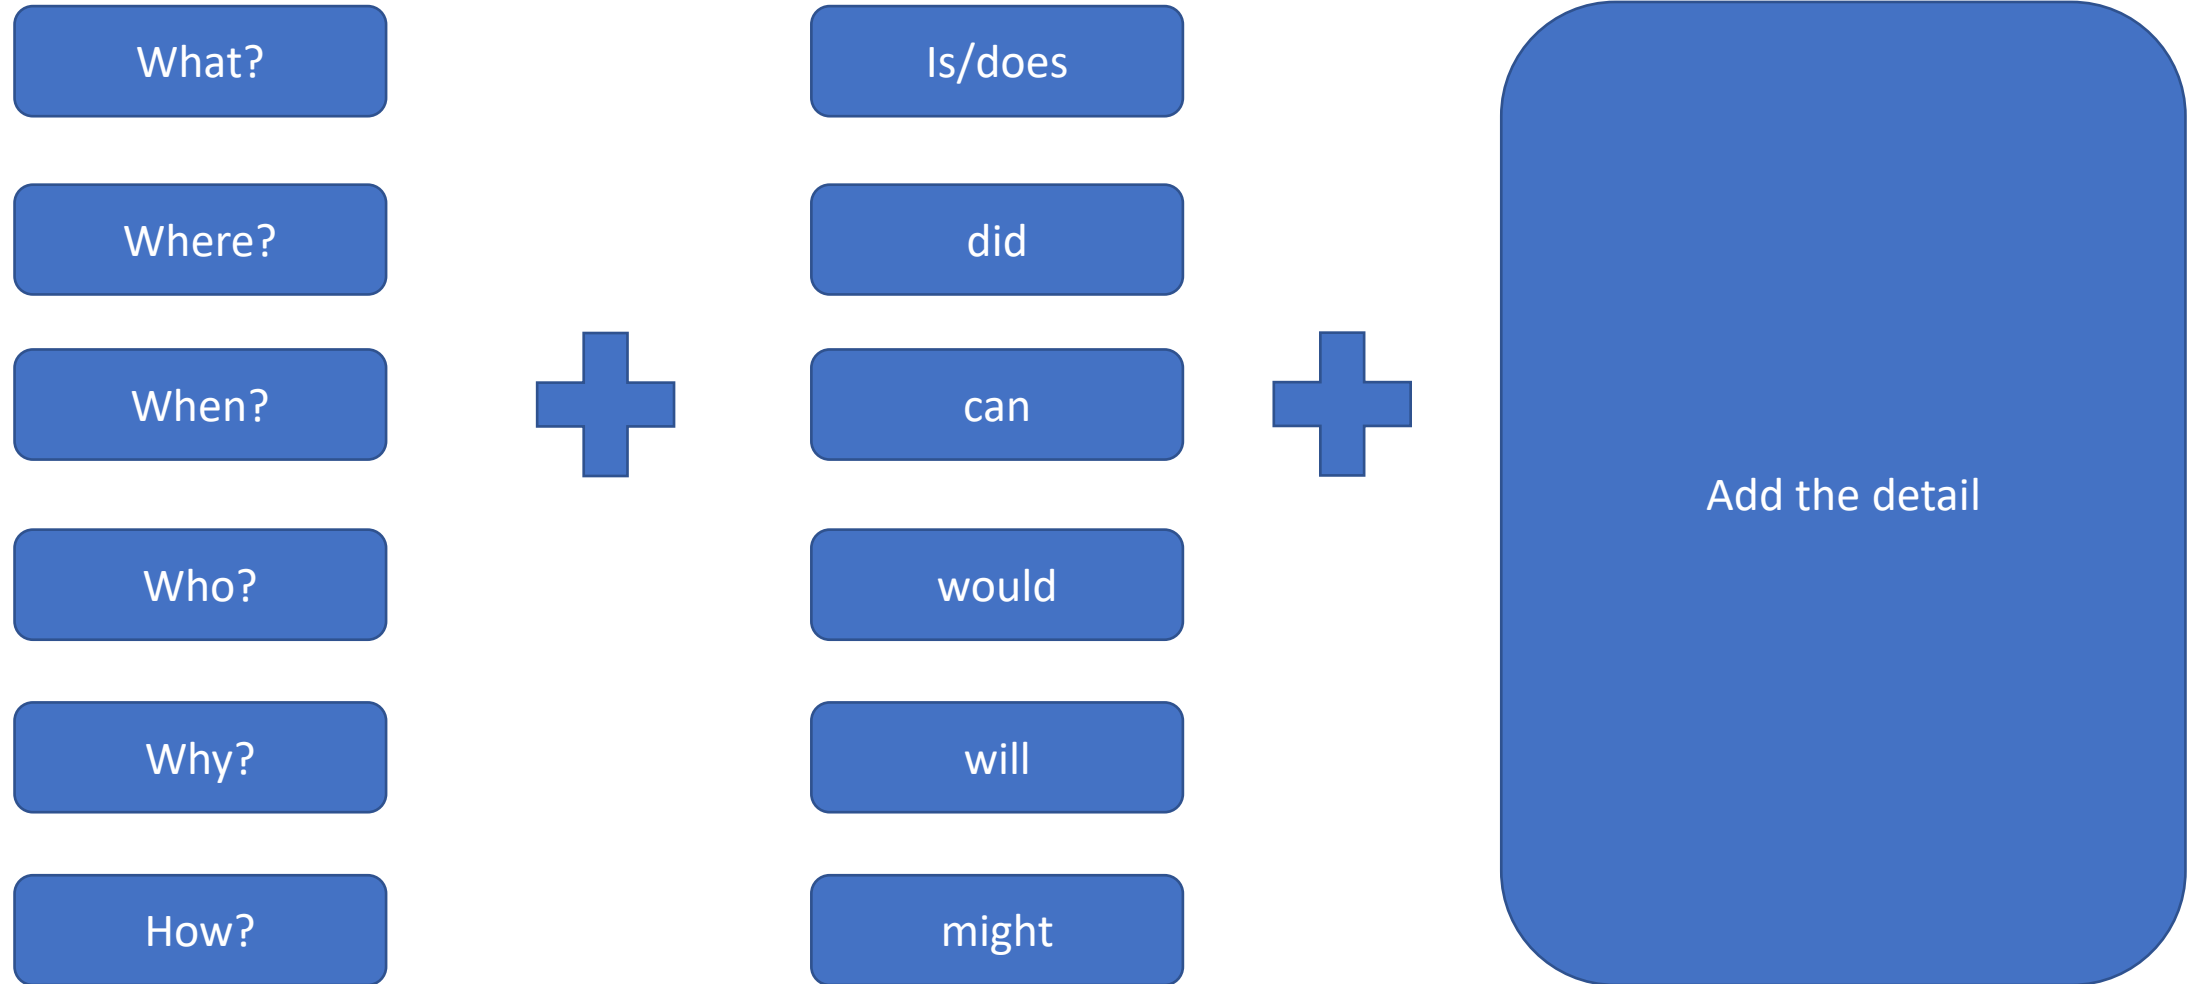 What?
Where?
When?
Who?
Why?
How?
Is/does
did
can
would
will
might
Add the detail